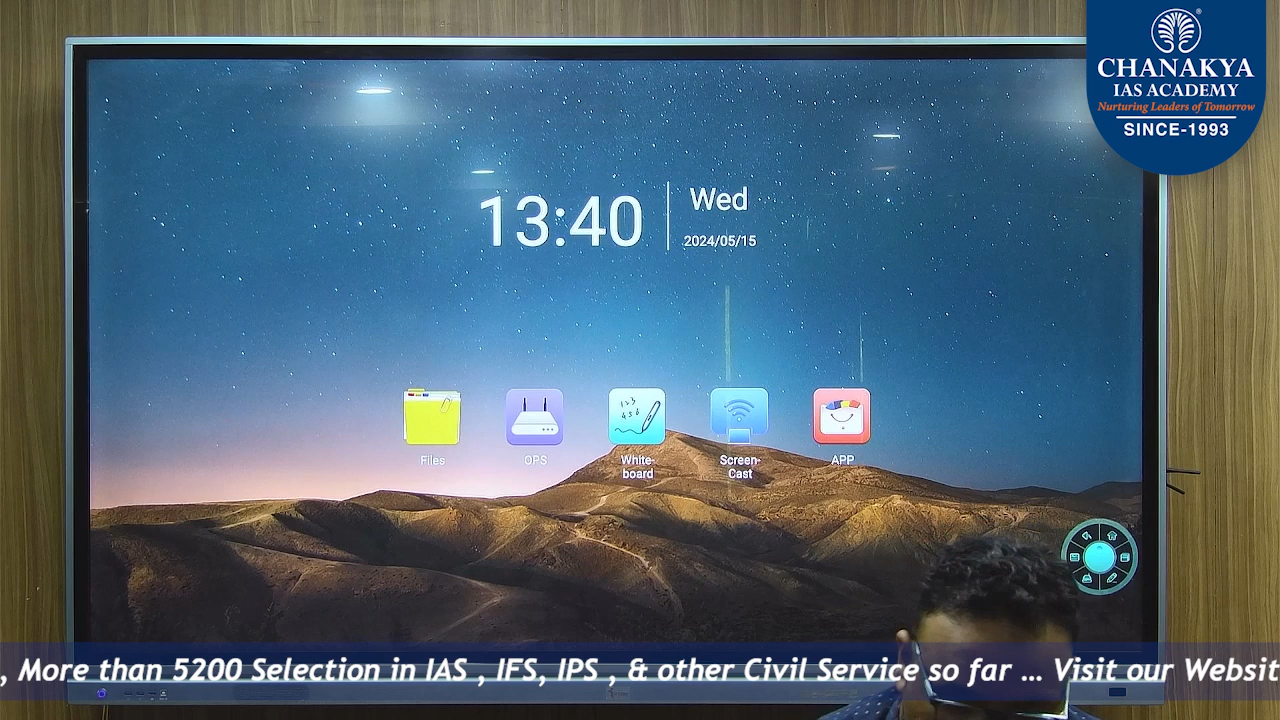 CHANAKYA
IAS ACADEMY
Nurturing Leaders of Tomorrow
SINCE-1993
13:40
Wed
2024/05/15
Files
OPS
White-
board
Screen-
Cast
APP
, More than 5200 Selection in IAS , IFS, IPS , & other Civil Service so far ... Visit our Websit